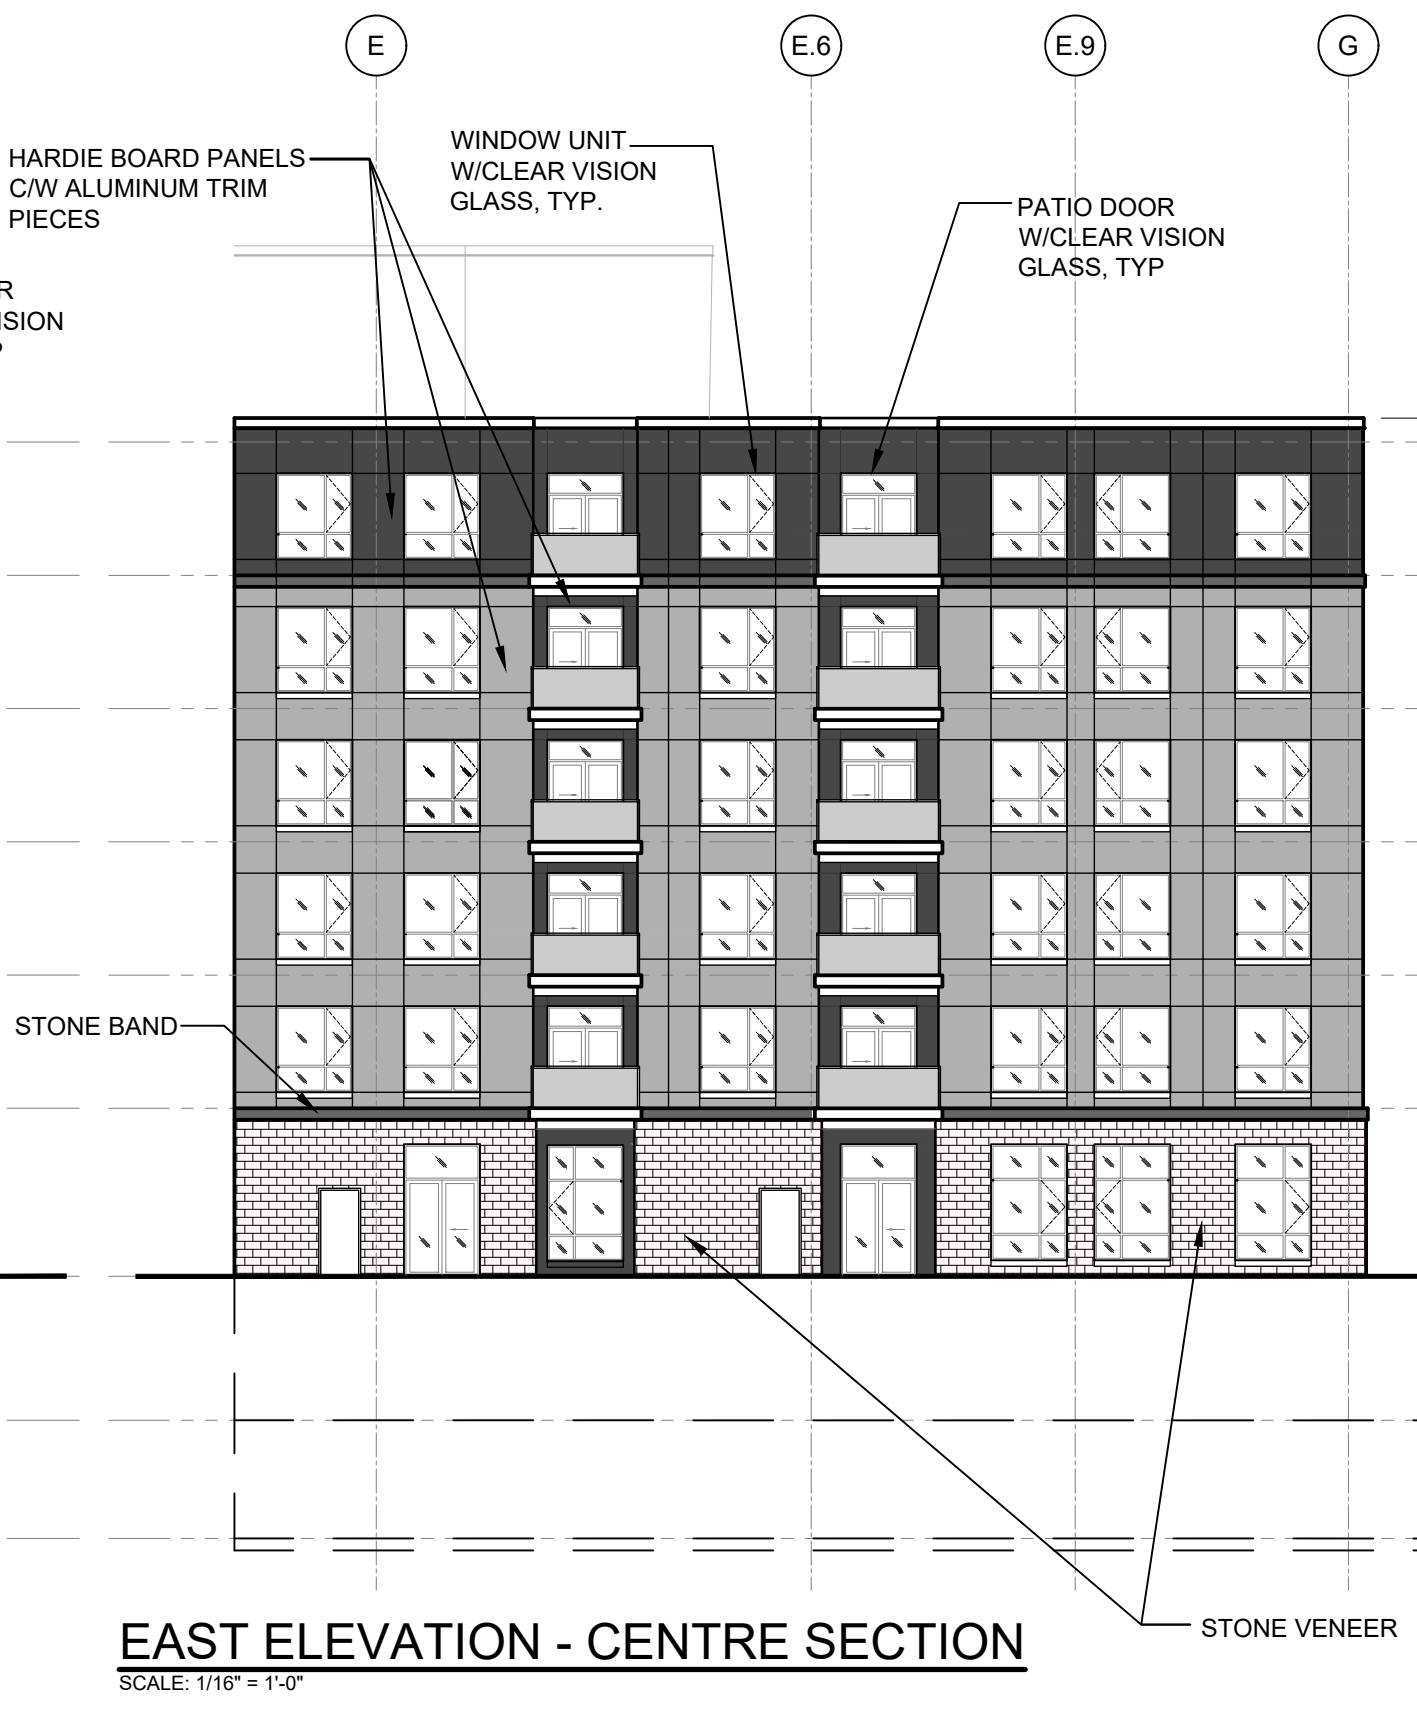 E
E.6
E.9
G
HARDIE BOARD PANELS
C/W ALUMINUM TRIM
PIECES
WINDOW UNIT
W/CLEAR VISION
GLASS, TYP.
PATIO DOOR
W/CLEAR VISION
GLASS, TYP
STONE BAND
STONE VENEER
EAST ELEVATION - CENTRE SECTION
SCALE: 1/16" = 1'-0"